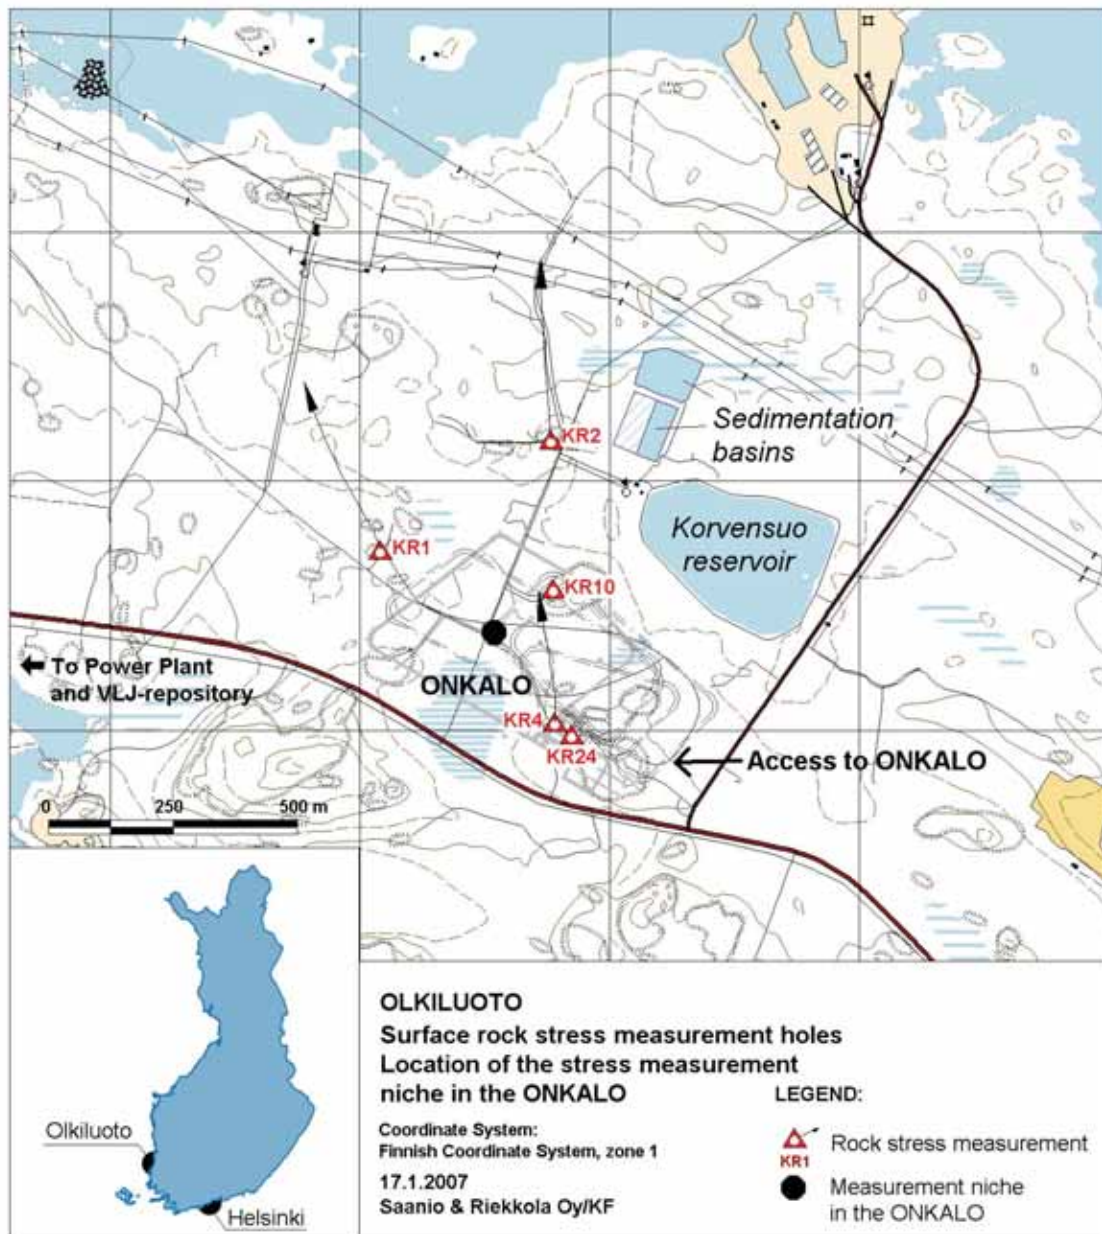 KR2
Sedimentation
basins
KR1
Korvensuo
reservoir
KR10
To Power Plant
and VLJ-repository
ONKALO
KR4
KR24
Access to ONKALO
0 250 500 m
OLKILUOTO
Surface rock stress measurement holes
Location of the stress measurement
niche in the ONKALO
Coordinate System:
Finnish Coordinate System, zone 1
17.1.2007
Saanio & Riekkola Oy/KF
LEGEND:
Rock stress measurement
KR1
Measurement niche
in the ONKALO
Olkiluoto
Helsinki